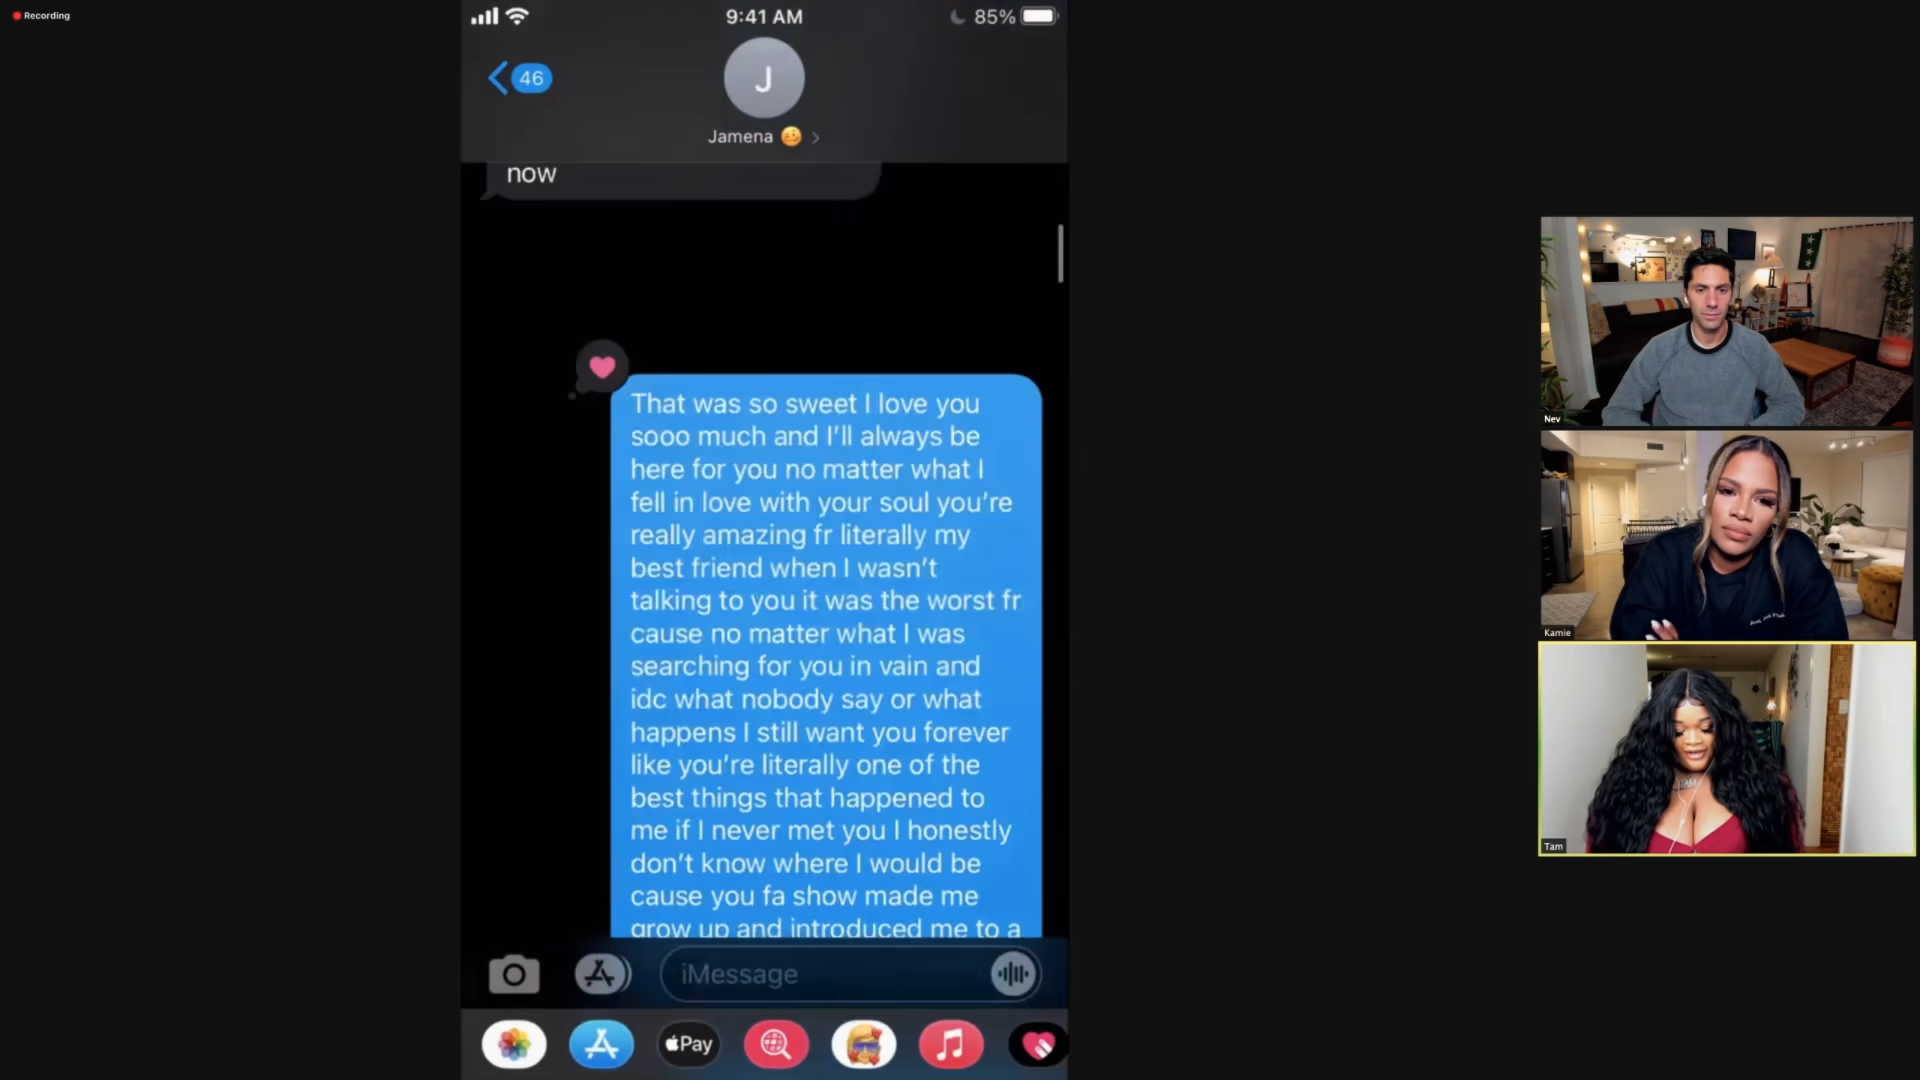 Recording
9:41 AM
85%
46
J
Jamena
now
That was so sweet I love you
sooo much and I'll always be
here for you no matter what I
fell in love with your soul you're
really amazing fr literally my
best friend when I wasn't
talking to you it was the worst fr
cause no matter what I was
searching for you in vain and
idc what nobody say or what
happens I still want you forever
like you're literally one of the
best things that happened to
me if I never met you I honestly
don't know where I would be
cause you fa show made me
grow up and introduced me to a
iMessage
Pay
Nev
Kamie
Tam